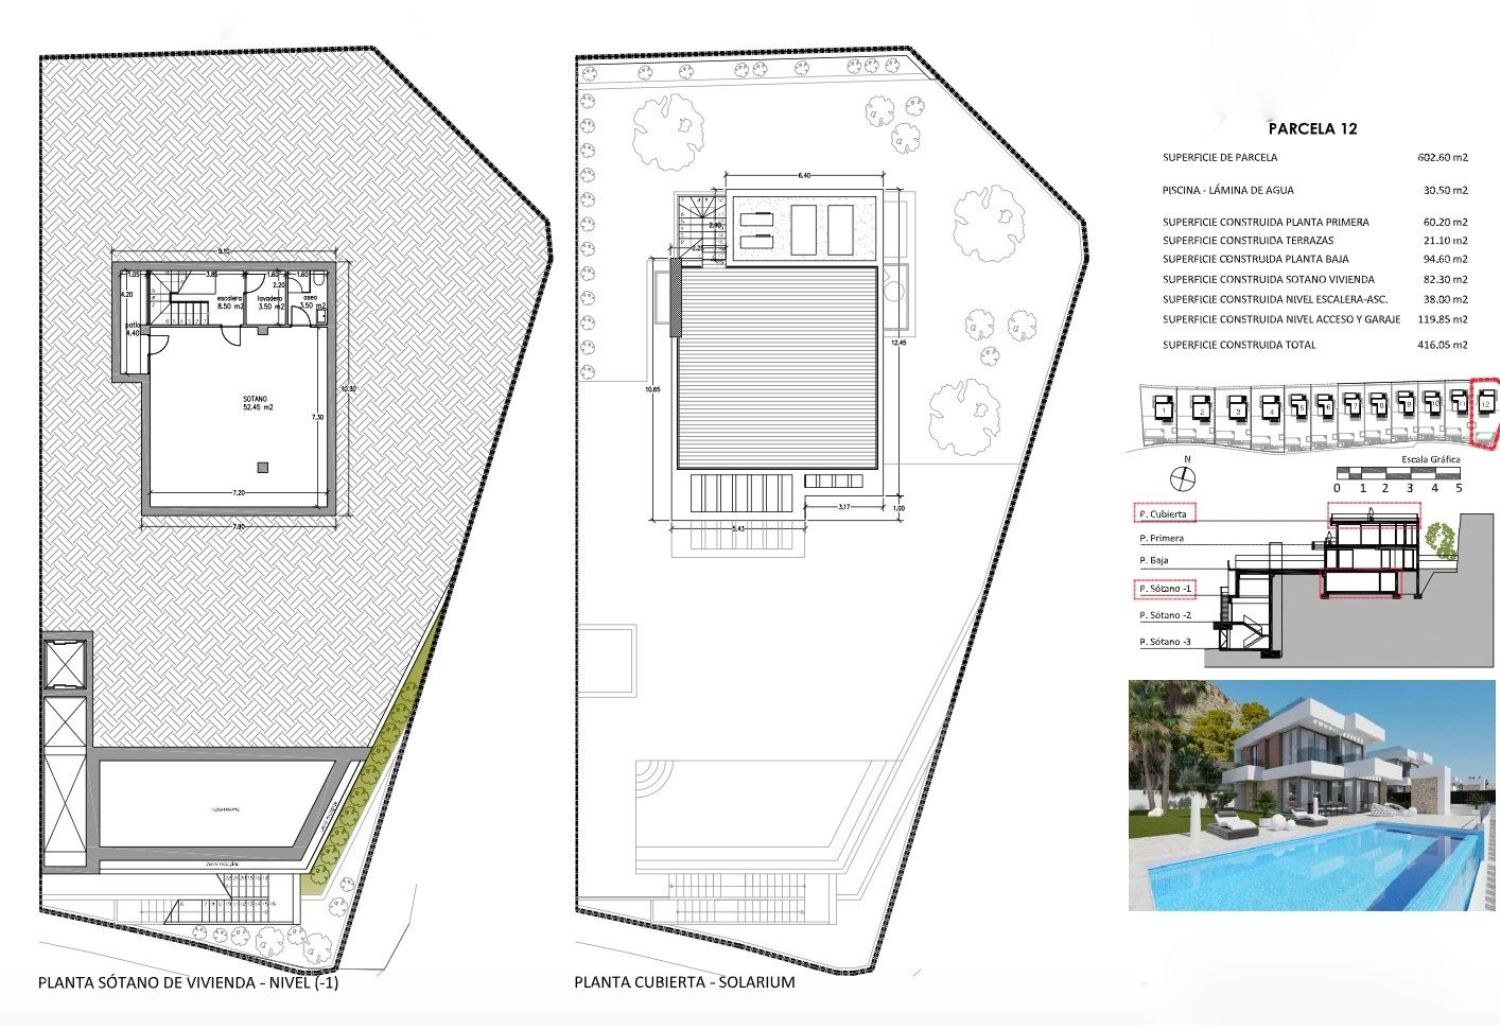 9.10
1.05
3.85
1.60
1.60
2.20
4.20
escalera
8.50 m2
lavadero
3.50 m2
aseo
3.50 m2
patio
4.40
SOTANO
52.45 m2
7.30
10.30
7.20
7.80
PLANTA SÓTANO DE VIVIENDA - NIVEL (-1)
6.40
2.90
2.25
12.45
10.65
3.17
1.00
5.43
PLANTA CUBIERTA - SOLARIUM
PARCELA 12
SUPERFICIE DE PARCELA 602.60 m2
PISCINA - LÁMINA DE AGUA 30.50 m2
SUPERFICIE CONSTRUIDA PLANTA PRIMERA 60.20 m2
SUPERFICIE CONSTRUIDA TERRAZAS 21.10 m2
SUPERFICIE CONSTRUIDA PLANTA BAJA 94.60 m2
SUPERFICIE CONSTRUIDA SOTANO VIVIENDA 82.30 m2
SUPERFICIE CONSTRUIDA NIVEL ESCALERA-ASC. 38.00 m2
SUPERFICIE CONSTRUIDA NIVEL ACCESO Y GARAJE 119.85 m2
SUPERFICIE CONSTRUIDA TOTAL 416.05 m2
1 2 3 4 5 6 7 8 9 10 11 12
N
Escala Gráfica
0 1 2 3 4 5
P. Cubierta
P. Primera
P. Baja
P. Sótano -1
P. Sótano -2
P. Sótano -3